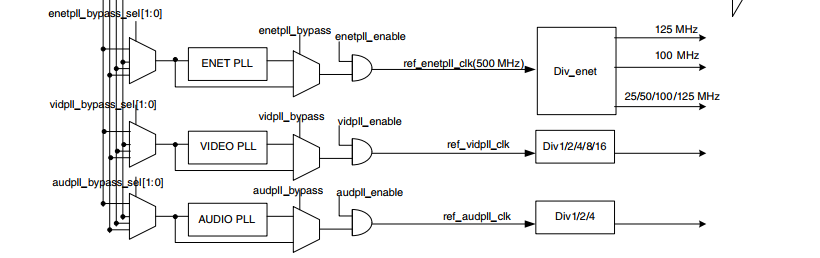 enetpll_bypass_sel[1:0]
enetpll_bypass
enetpll_enable
ENET PLL
ref_enetpll_clk(500 MHz)
Div_enet
125 MHz
100 MHz
25/50/100/125 MHz
vidpll_bypass_sel[1:0]
vidpll_bypass
vidpll_enable
VIDEO PLL
ref_vidpll_clk
Div1/2/4/8/16
audpll_bypass_sel[1:0]
audpll_bypass
audpll_enable
AUDIO PLL
ref_audpll_clk
Div1/2/4